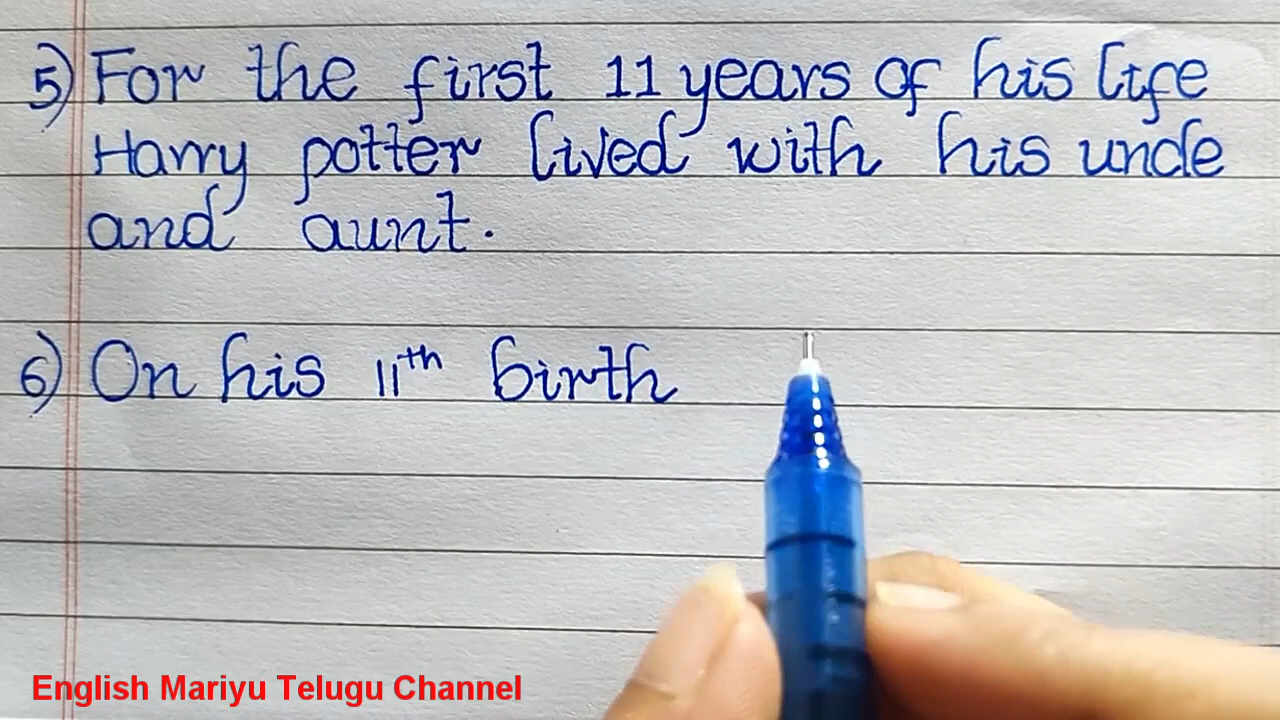 5) For the first 11 years of his life
Harry potter lived with his uncle
and aunt.
6) On his 11th birth
English Mariyu Telugu Channel